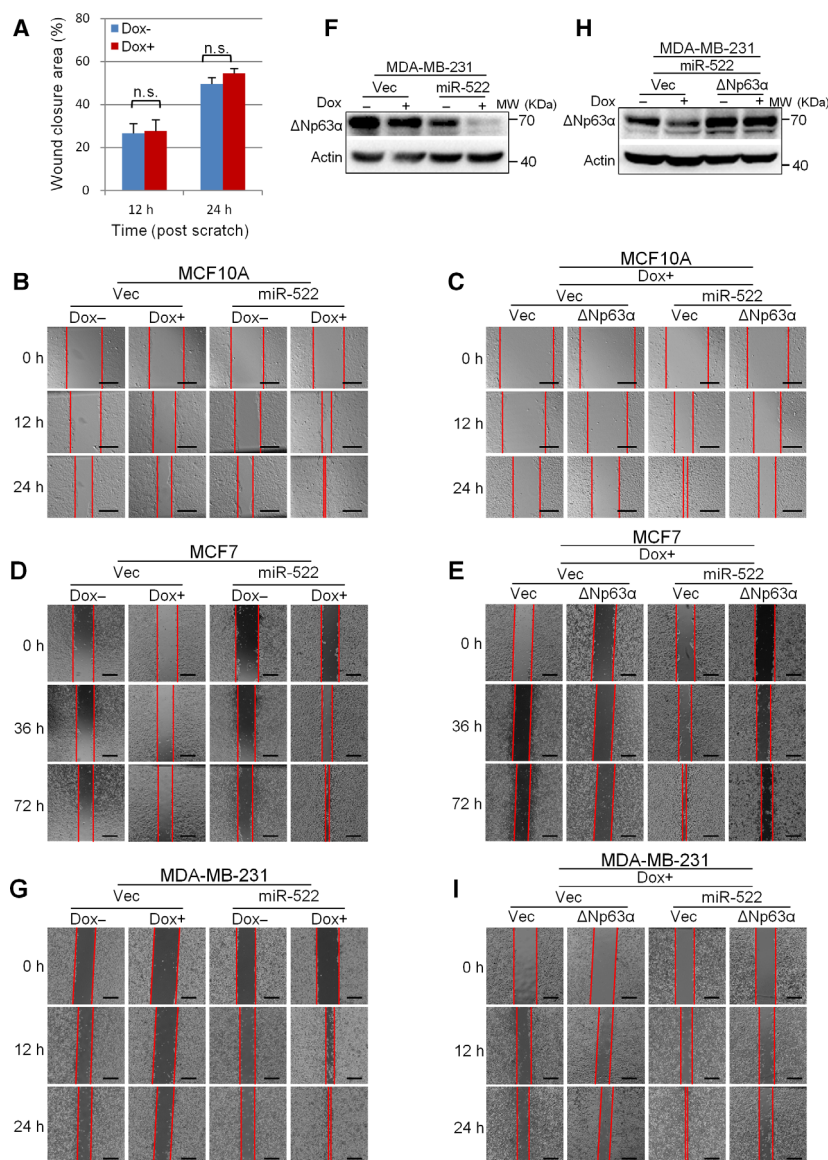 A
Wound closure area (%)
80
60
40
20
0
Dox-
Dox+
n.s.
n.s.
12 h
24 h
Time (post scratch)
F
MDA-MB-231
Vec
miR-522
Dox
–
+
–
+
MW (KDa)
ΔNp63α
70
Actin
40
H
MDA-MB-231
miR-522
Vec
ΔNp63α
Dox
–
+
–
+
MW (KDa)
ΔNp63α
70
Actin
40
B
MCF10A
Vec
miR-522
Dox–
Dox+
Dox–
Dox+
0 h
12 h
24 h
C
MCF10A
Dox+
Vec
miR-522
Vec
ΔNp63α
Vec
ΔNp63α
0 h
12 h
24 h
D
MCF7
Vec
miR-522
Dox–
Dox+
Dox–
Dox+
0 h
36 h
72 h
E
MCF7
Dox+
Vec
miR-522
Vec
ΔNp63α
Vec
ΔNp63α
0 h
36 h
72 h
G
MDA-MB-231
Vec
miR-522
Dox–
Dox+
Dox–
Dox+
0 h
12 h
24 h
I
MDA-MB-231
Dox+
Vec
miR-522
Vec
ΔNp63α
Vec
ΔNp63α
0 h
12 h
24 h